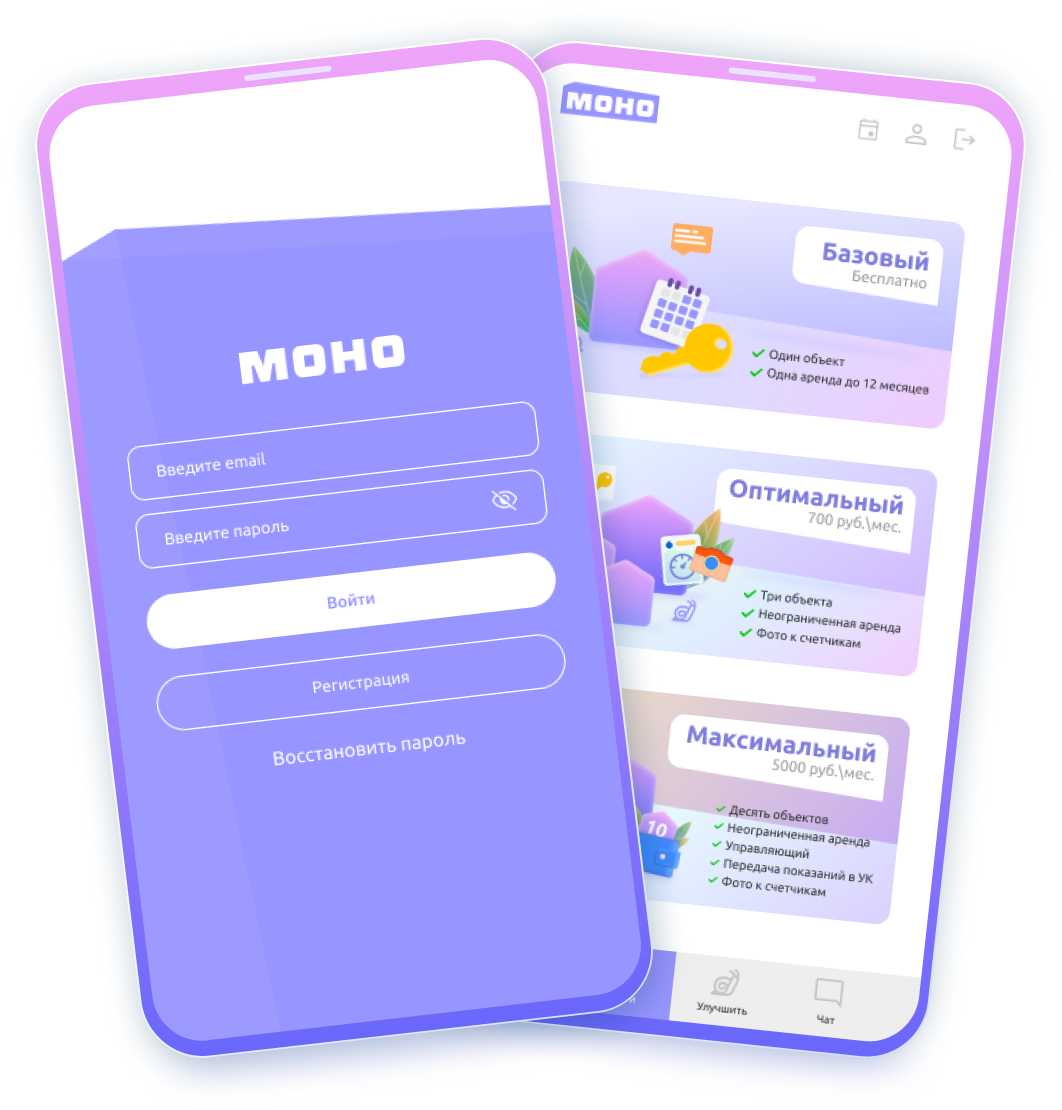 МОНО
Введите email
Введите пароль
Войти
Регистрация
Восстановить пароль
МОНО
Базовый
Бесплатно
Один объект
Одна аренда до 12 месяцев
Оптимальный
700 руб.\мес.
Три объекта
Неограниченная аренда
Фото к счетчикам
Максимальный
5000 руб.\мес.
10
Десять объектов
Неограниченная аренда
Управляющий
Передача показаний в УК
Фото к счетчикам
Улучшить
Чат